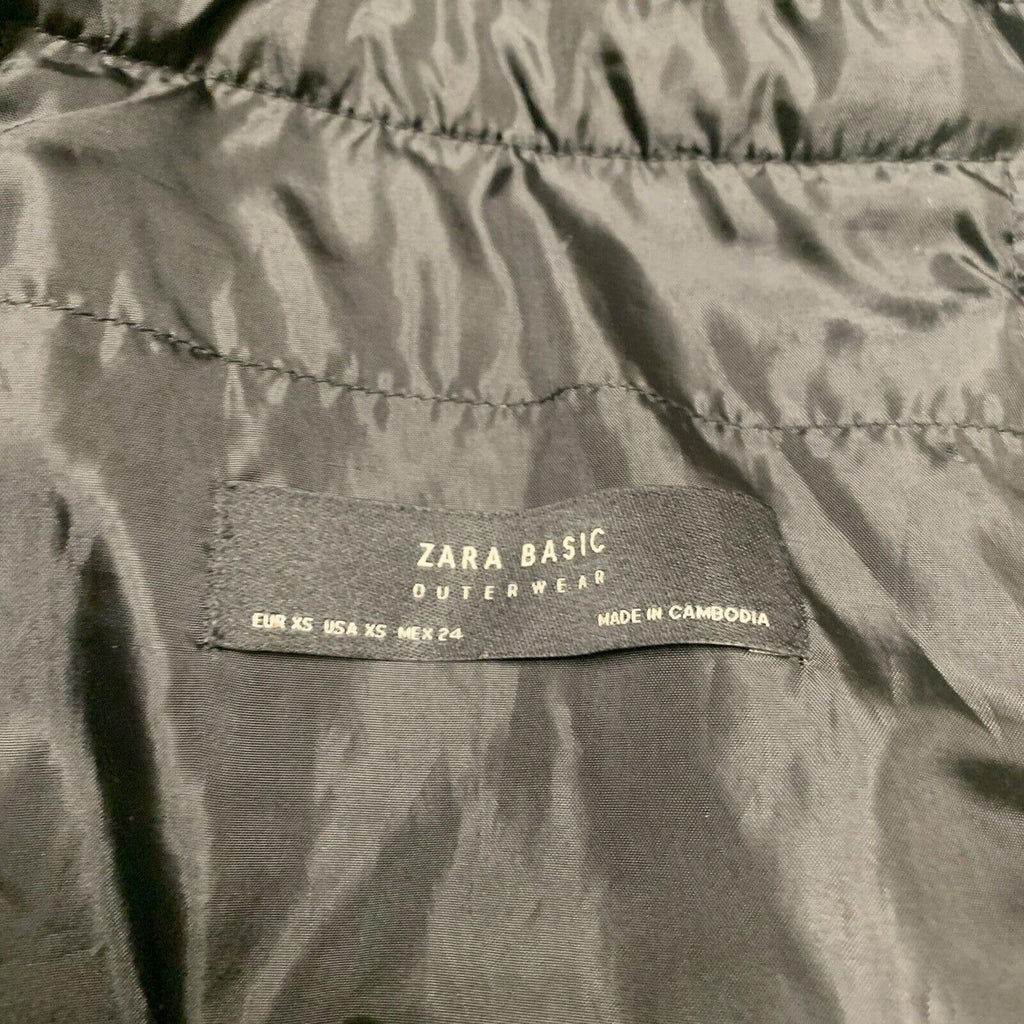 ZARA BASIC
OUTERWEAR
EUR XS USA XS MEX 24 MADE IN CAMBODIA